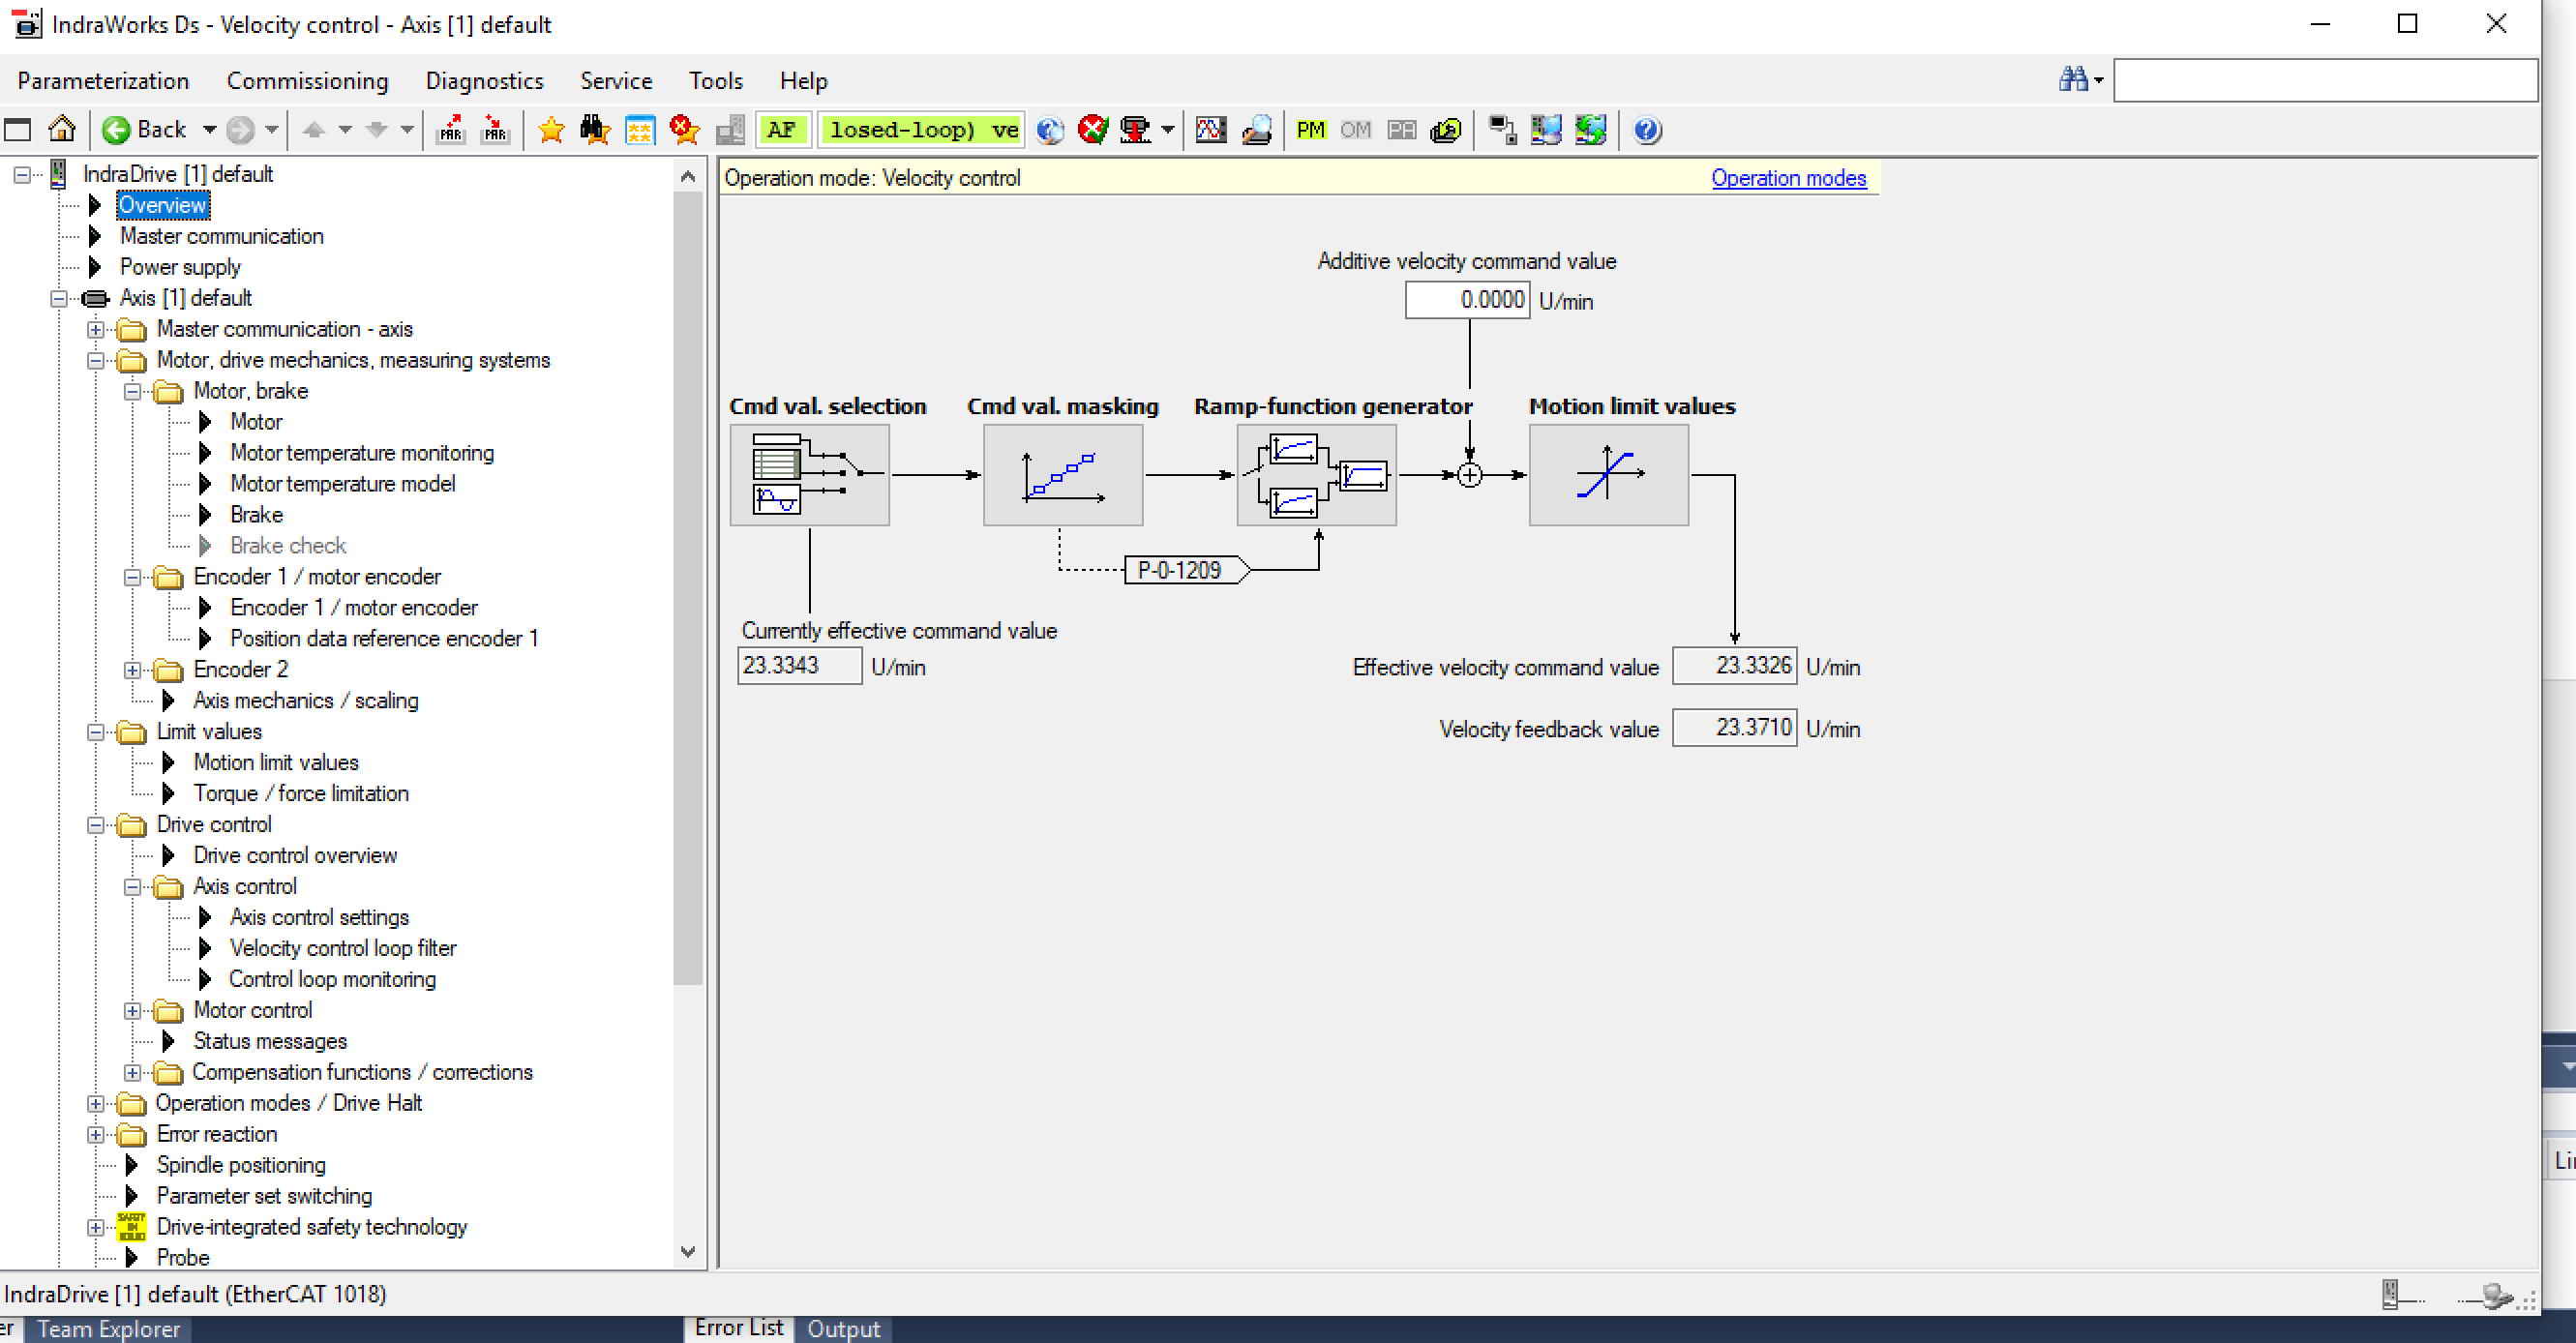 IndraWorks Ds - Velocity control - Axis [1] default
Parameterization Commissioning Diagnostics Service Tools Help
PAR PAR Back AF losed-loop) ve PM OM
IndraDrive [1] default
Overview
Master communication
Power supply
Axis [1] default
Master communication - axis
Motor, drive mechanics, measuring systems
Motor, brake
Motor
Motor temperature monitoring
Motor temperature model
Brake
Brake check
Encoder 1 / motor encoder
Encoder 1 / motor encoder
Position data reference encoder 1
Encoder 2
Axis mechanics / scaling
Limit values
Motion limit values
Torque / force limitation
Drive control
Drive control overview
Axis control
Axis control settings
Velocity control loop filter
Control loop monitoring
Motor control
Status messages
Compensation functions / corrections
Operation modes / Drive Halt
Error reaction
Spindle positioning
Parameter set switching
Drive-integrated safety technology
Probe
Operation mode: Velocity control Operation modes
Additive velocity command value
0.0000 U/min
Cmd val. selection Cmd val. masking Ramp-function generator Motion limit values
P-0-1209
Currently effective command value
23.3343 U/min
Effective velocity command value 23.3326 U/min
Velocity feedback value 23.3710 U/min
IndraDrive [1] default (EtherCAT 1018)
er Team Explorer Error List Output
Li